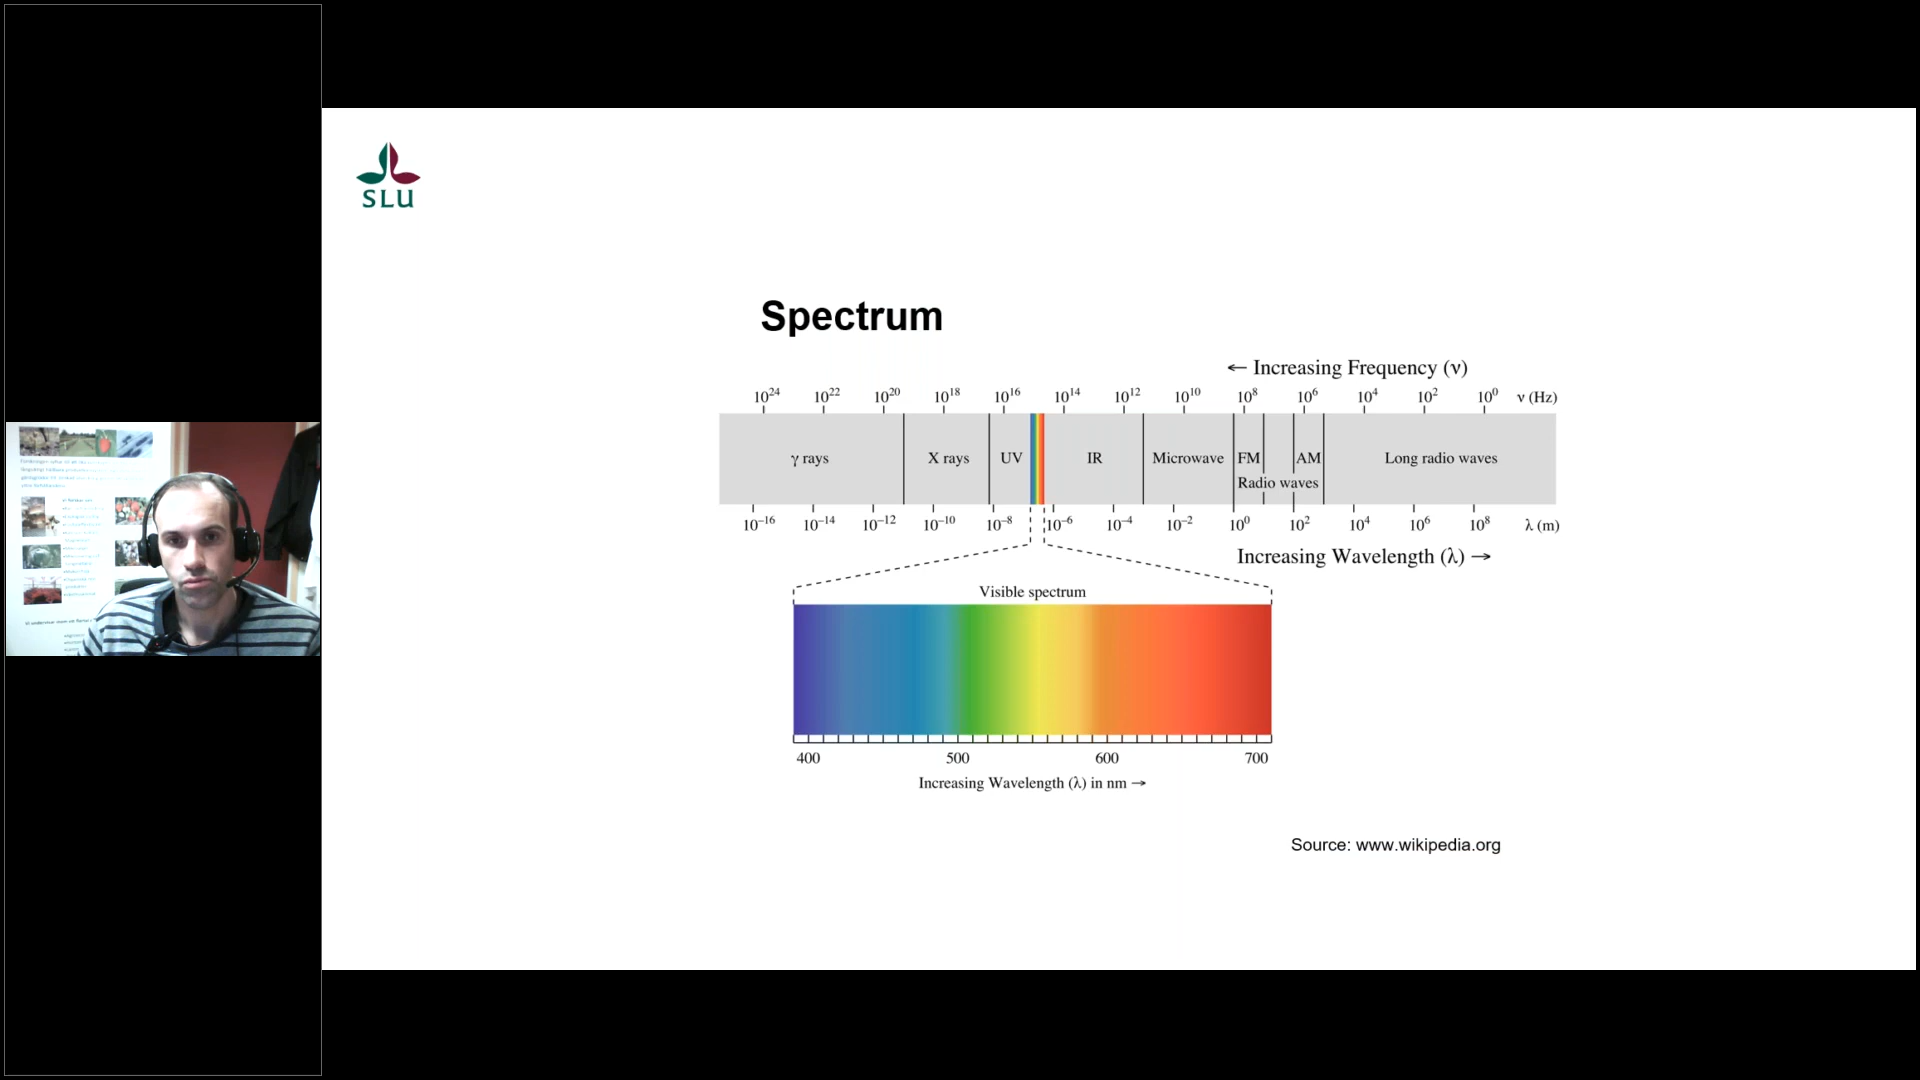 SLU
Spectrum
← Increasing Frequency (ν)
10²⁴ 10²² 10²⁰ 10¹⁸ 10¹⁶ 10¹⁴ 10¹² 10¹⁰ 10⁸ 10⁶ 10⁴ 10² 10⁰ ν (Hz)
γ rays X rays UV IR Microwave FM AM Long radio waves
Radio waves
10⁻¹⁶ 10⁻¹⁴ 10⁻¹² 10⁻¹⁰ 10⁻⁸ 10⁻⁶ 10⁻⁴ 10⁻² 10⁰ 10² 10⁴ 10⁶ 10⁸ λ (m)
Increasing Wavelength (λ) →
Visible spectrum
400 500 600 700
Increasing Wavelength (λ) in nm →
Source: www.wikipedia.org